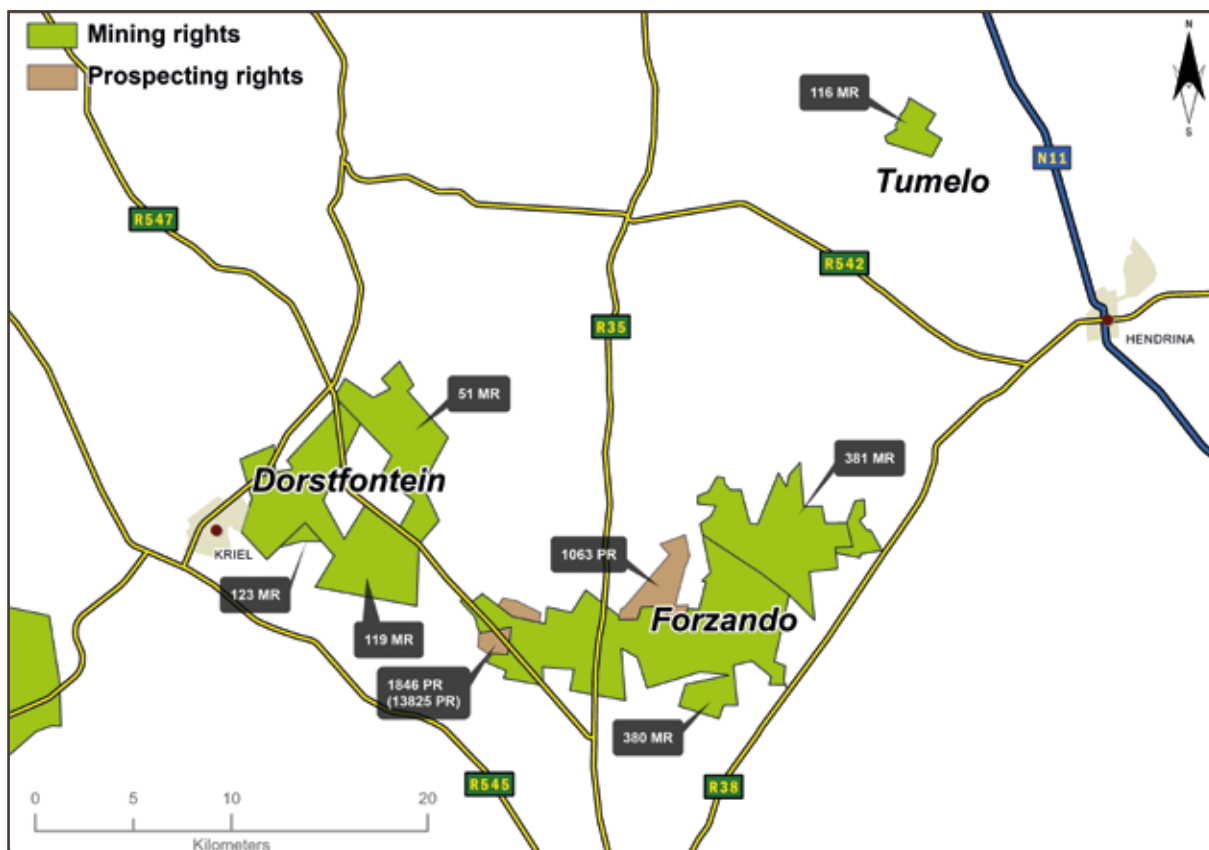 Mining rights
Prospecting rights
N
S
116 MR
Tumelo
N11
R547
R542
R35
HENDRINA
51 MR
381 MR
Dorstfontein
KRIEL
1063 PR
123 MR
119 MR
Forzando
1846 PR
(13825 PR)
380 MR
R545
R38
0 5 10 20
Kilometers